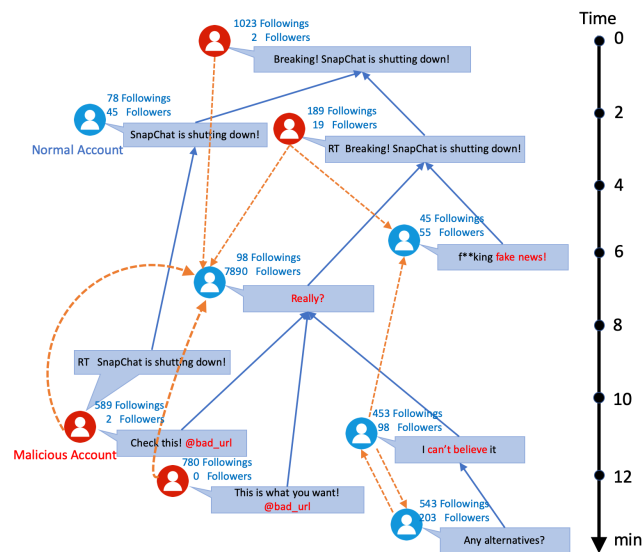 1023 Followings
2 Followers
Time
0
Breaking! SnapChat is shutting down!
78 Followings
45 Followers
SnapChat is shutting down!
Normal Account
189 Followings
19 Followers
RT Breaking! SnapChat is shutting down!
2
4
45 Followings
55 Followers
f**king fake news!
6
98 Followings
7890 Followers
Really?
8
RT SnapChat is shutting down!
589 Followings
2 Followers
Check this! @bad_url
Malicious Account
10
453 Followings
98 Followers
I can't believe it
780 Followings
0 Followers
This is what you want!
@bad_url
12
543 Followings
203 Followers
Any alternatives?
min